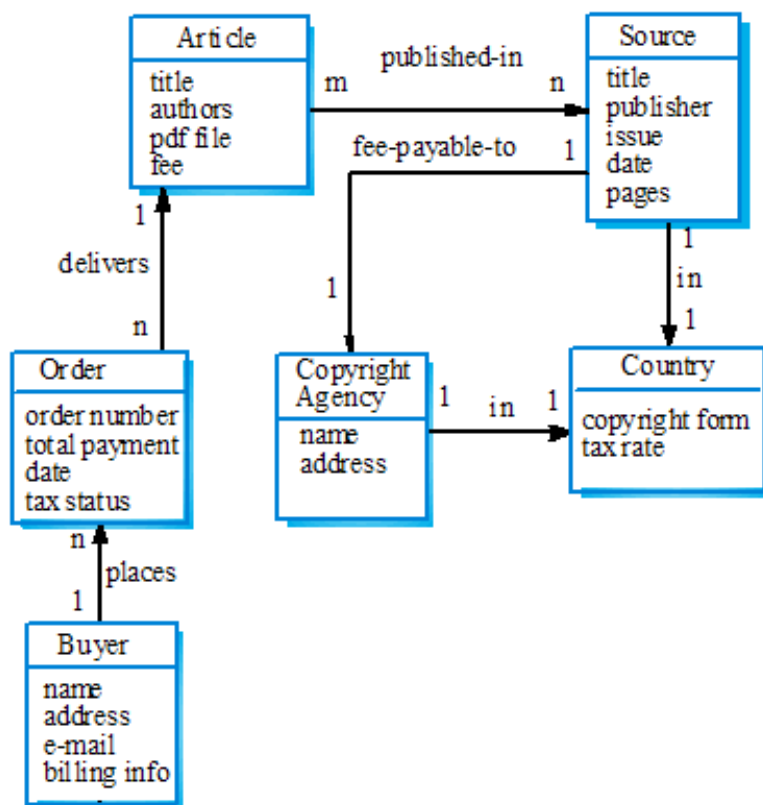 Article
title
authors
pdf file
fee
published-in
m
n
Source
title
publisher
issue
date
pages
fee-payable-to
1
1
1
in
1
1
delivers
n
Order
order number
total payment
date
tax status
Copyright
Agency
name
address
1
in
1
Country
copyright form
tax rate
n
places
1
Buyer
name
address
e-mail
billing info